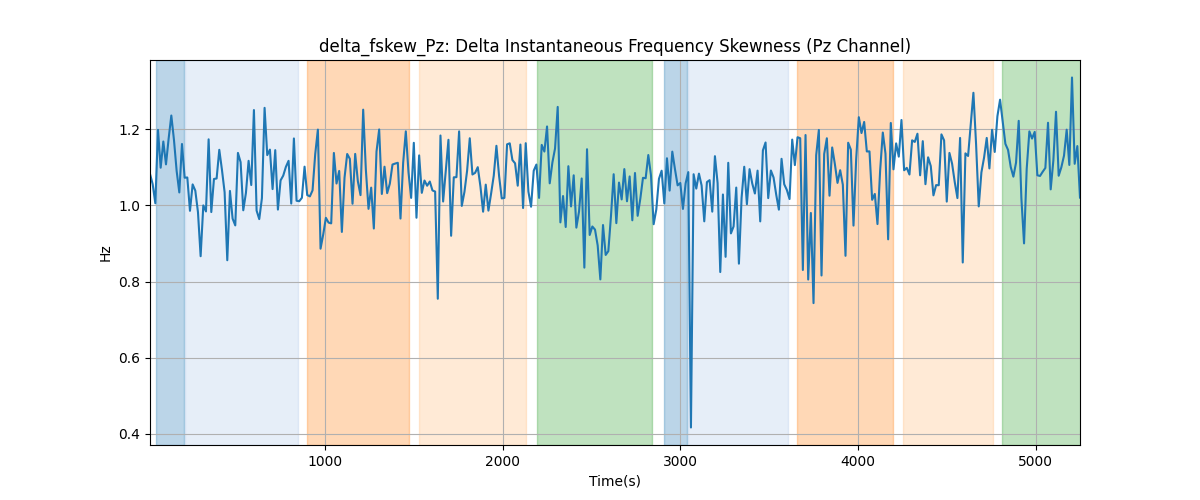 delta_fskew_Pz: Delta Instantaneous Frequency Skewness (Pz Channel)
1.2
1.0
0.8
0.6
0.4
Hz
1000 2000 3000 4000 5000
Time(s)